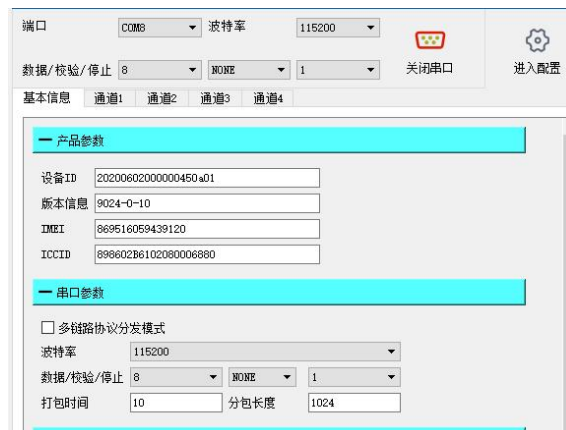 端口 COM8 波特率 115200
数据/校验/停止 8 NONE 1 关闭串口 进入配置
基本信息 通道1 通道2 通道3 通道4
产品参数
设备ID 20200602000000450a01
版本信息 9024-0-10
IMEI 869516059439120
ICCID 898602B6102080006880
串口参数
多链路协议分发模式
波特率 115200
数据/校验/停止 8 NONE 1
打包时间 10 分包长度 1024